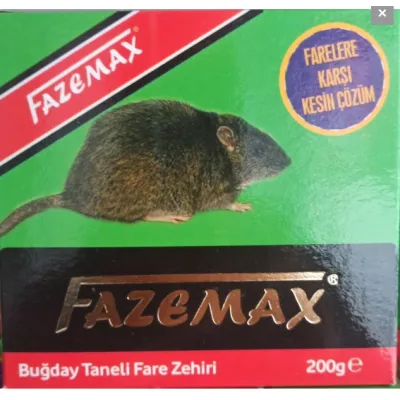 FAZEMAX®
FARELERE
KARŞI
KESİN ÇÖZÜM
FAZEMAX®
Buğday Taneli Fare Zehiri
200g℮